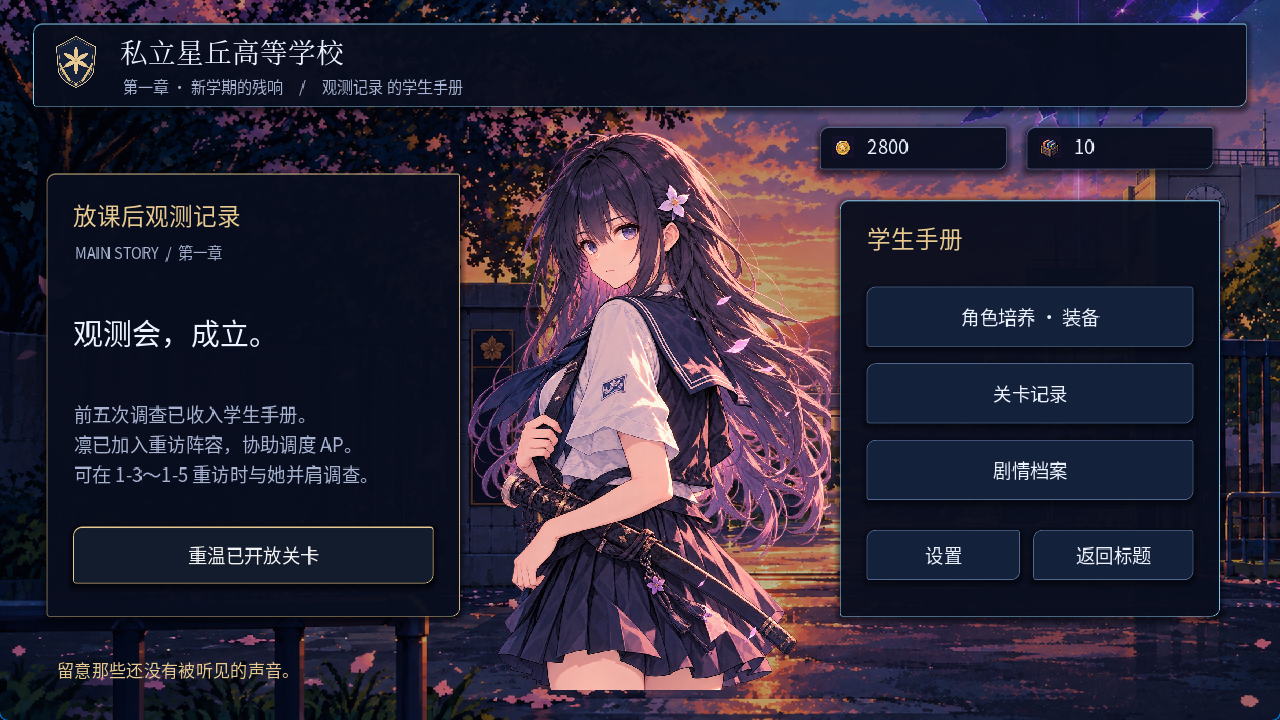 私立星丘高等学校
第一章 · 新学期的残响 / 观测记录 的学生手册
2800
10
放课后观测记录
MAIN STORY / 第一章
观测会，成立。
前五次调查已收入学生手册。
凛已加入重访阵容，协助调度 AP。
可在 1-3～1-5 重访时与她并肩调查。
重温已开放关卡
学生手册
角色培养 · 装备
关卡记录
剧情档案
设置
返回标题
留意那些还没有被听见的声音。